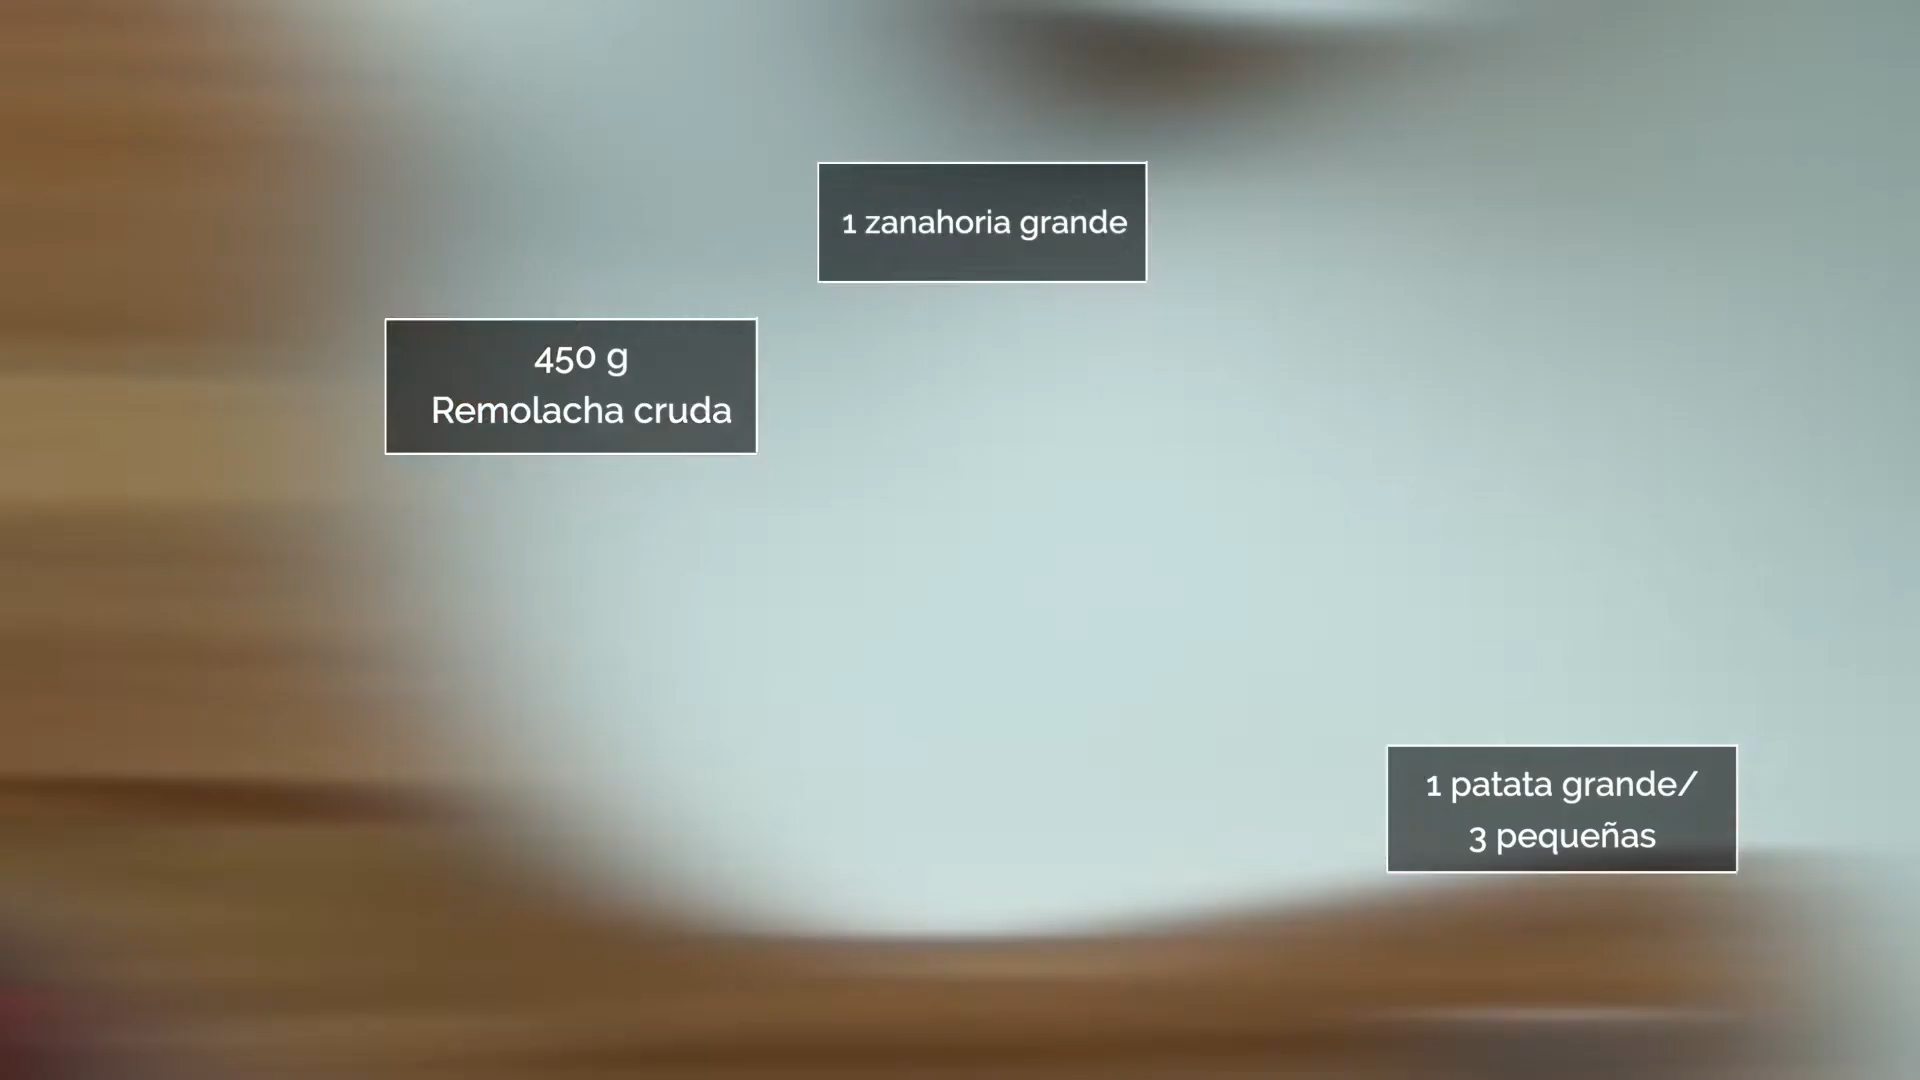 1 zanahoria grande
450 g
Remolacha cruda
1 patata grande/
3 pequeñas